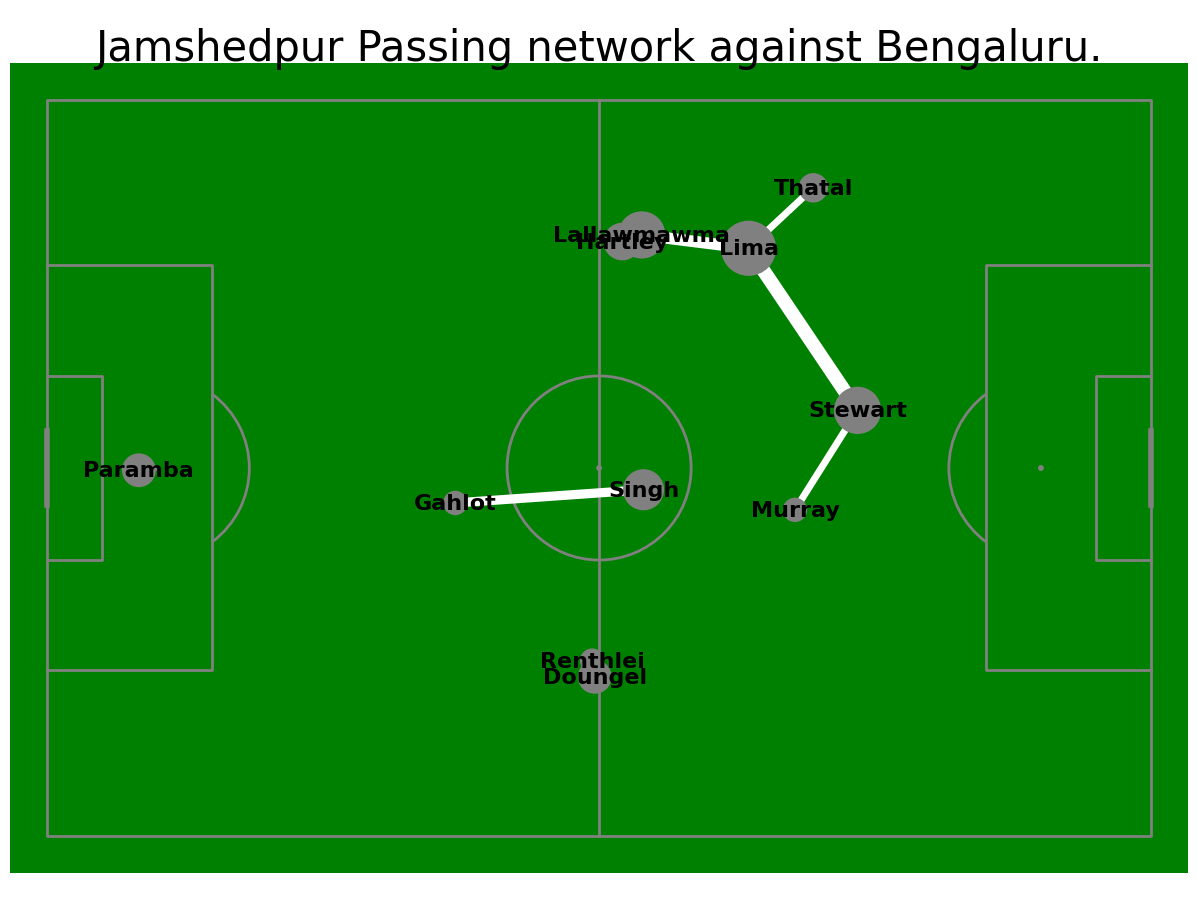 Jamshedpur Passing network against Bengaluru.
Thatal
Lallawmawma
Hartley
Lima
Stewart
Paramba
Singh
Gahlot
Murray
Renthlei
Doungel